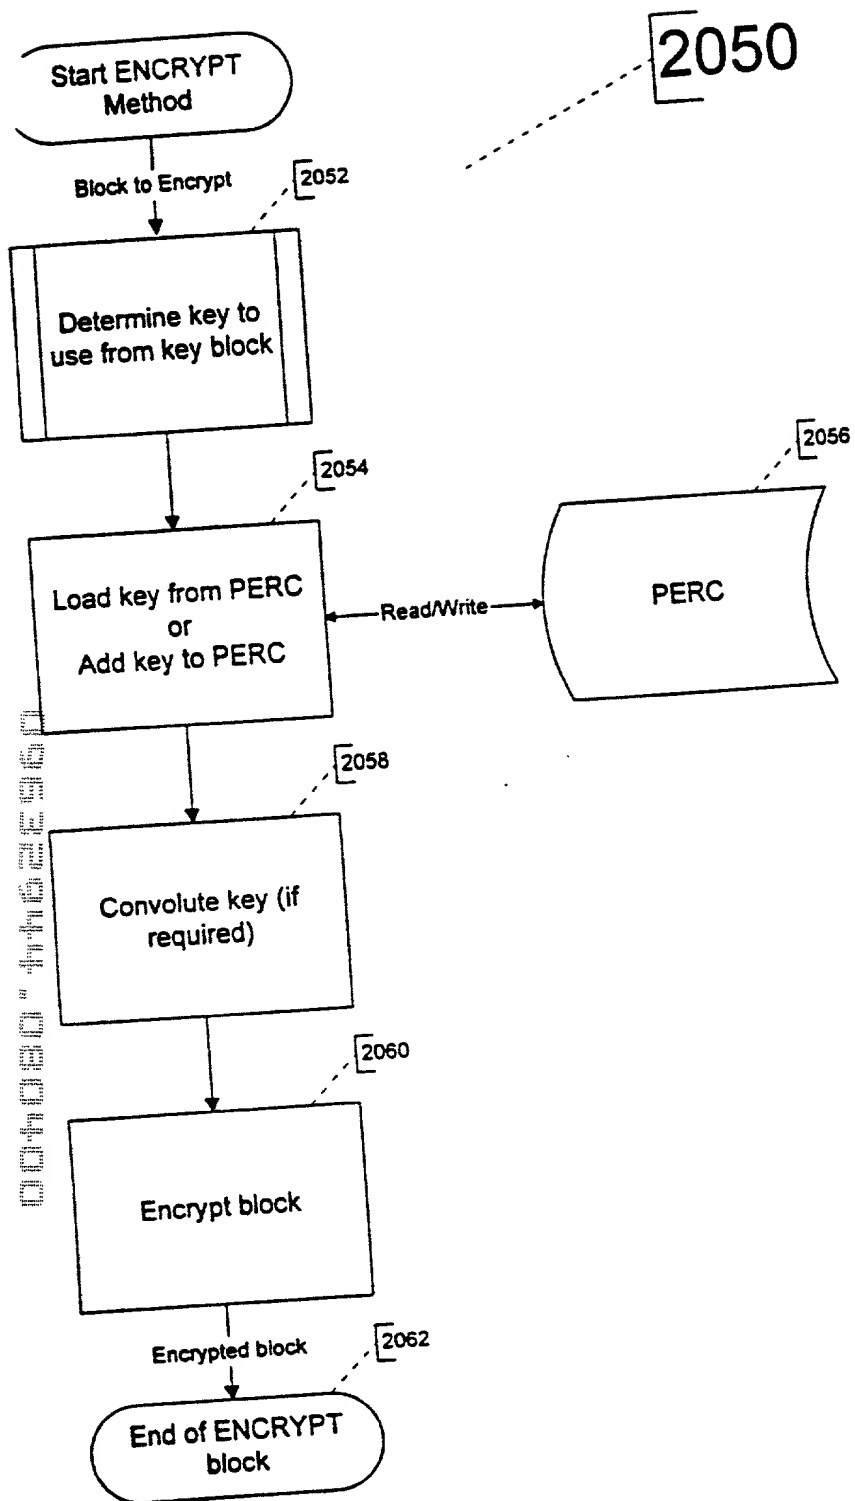 Start ENCRYPT
Method
2050
Block to Encrypt
2052
Determine key to
use from key block
2054
2056
Load key from PERC
or
Add key to PERC
Read/Write
PERC
2058
Convolute key (if
required)
2060
Encrypt block
Encrypted block
2062
End of ENCRYPT
block